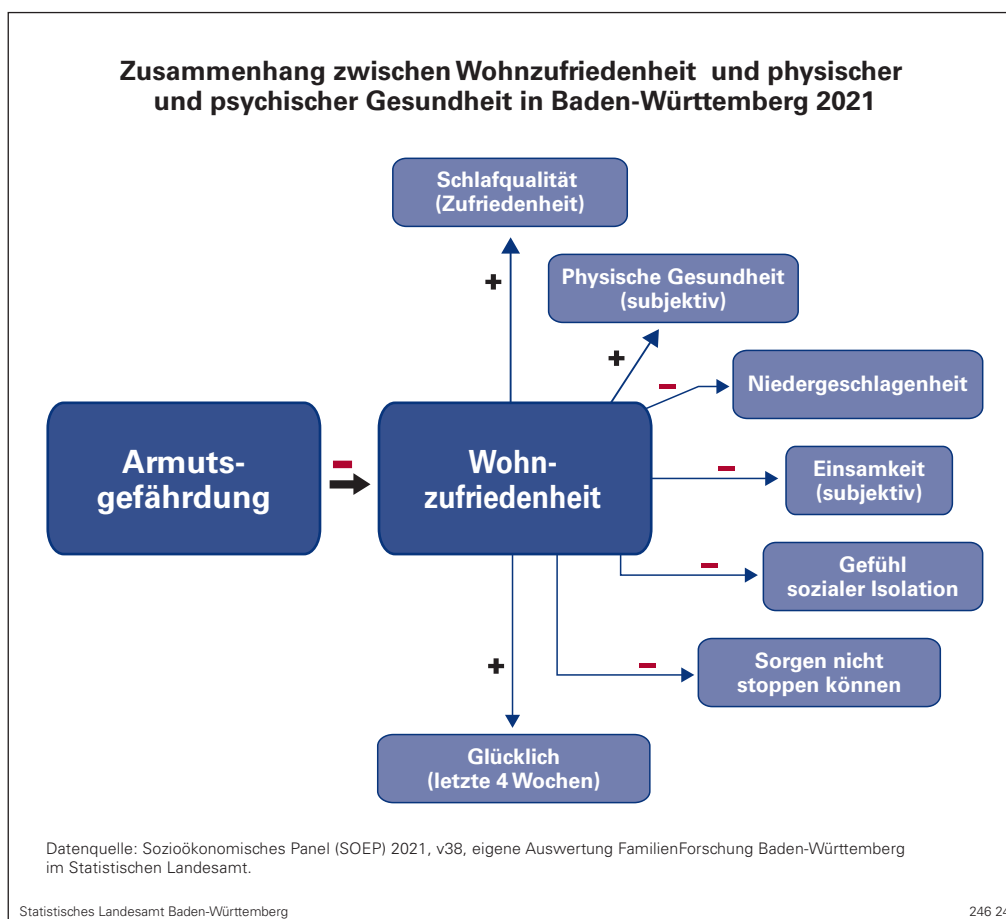 Zusammenhang zwischen Wohnzufriedenheit und physischer
und psychischer Gesundheit in Baden-Württemberg 2021
Schlafqualität
(Zufriedenheit)
+
Physische Gesundheit
(subjektiv)
+
Niedergeschlagenheit
–
Armuts-
gefährdung
–
Wohn-
zufriedenheit
Einsamkeit
(subjektiv)
–
Gefühl
sozialer Isolation
–
Sorgen nicht
stoppen können
–
+
Glücklich
(letzte 4 Wochen)
Datenquelle: Sozioökonomisches Panel (SOEP) 2021, v38, eigene Auswertung FamilienForschung Baden-Württemberg
im Statistischen Landesamt.
Statistisches Landesamt Baden-Württemberg
246 24